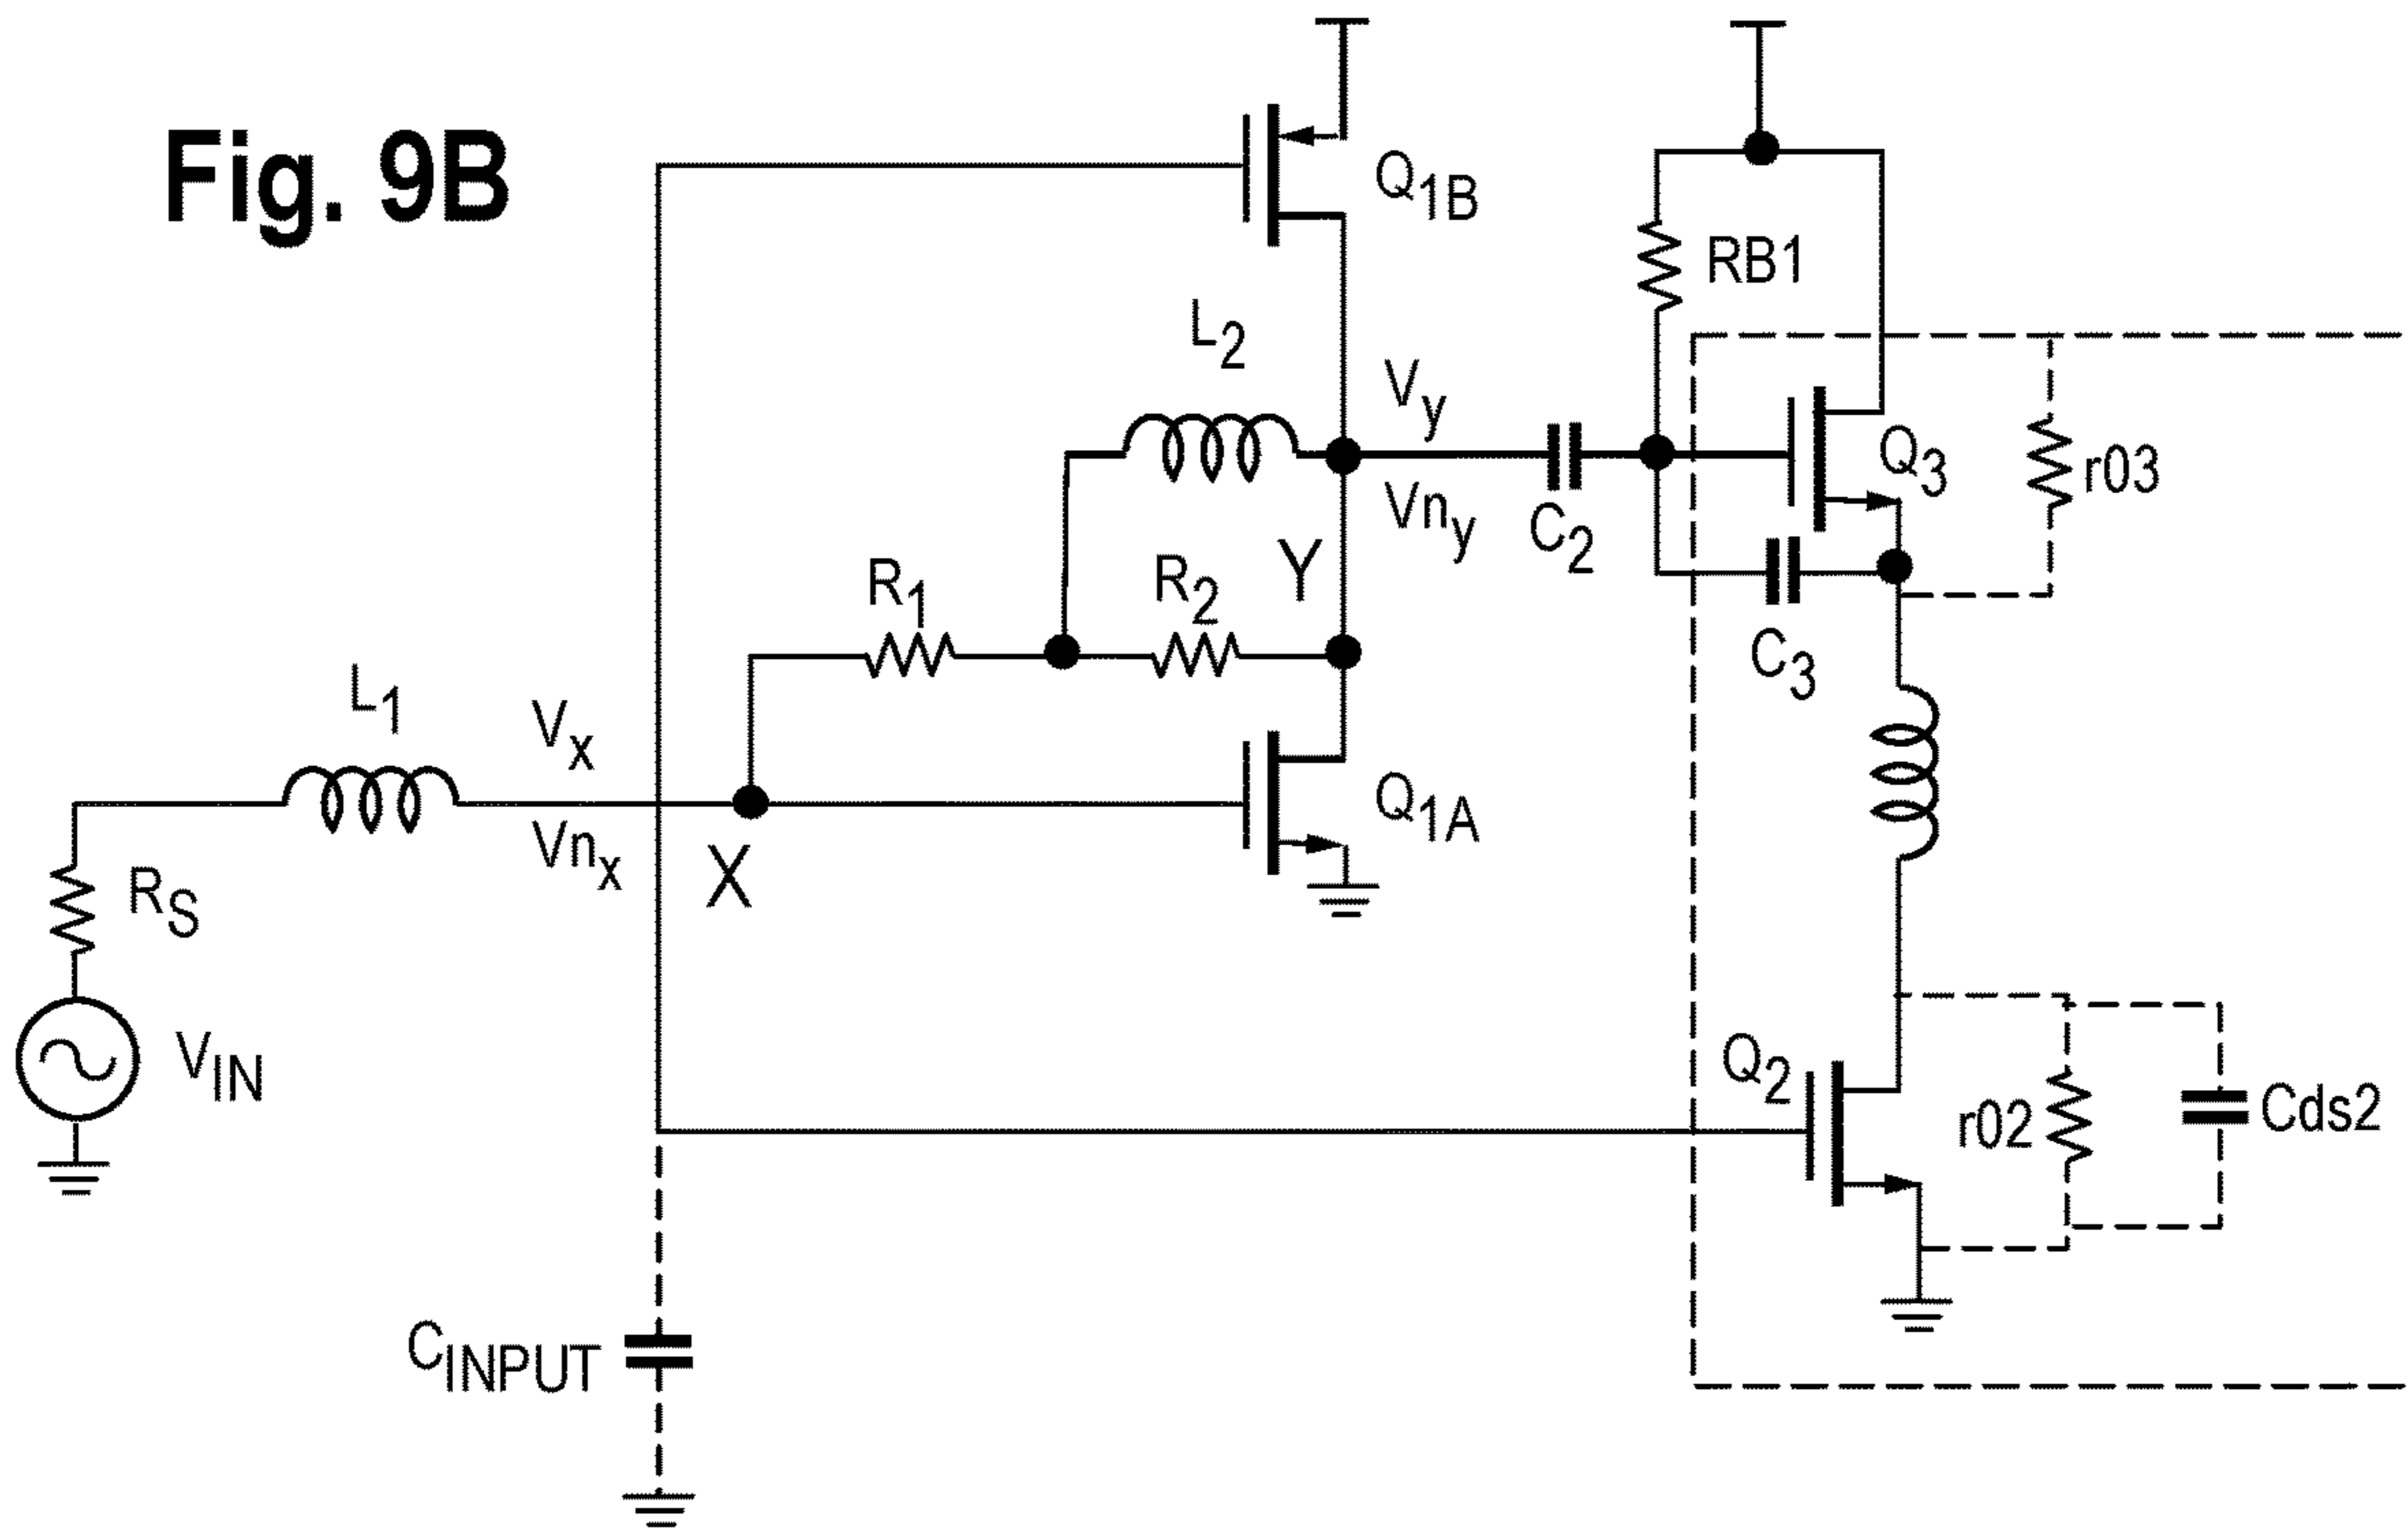 Fig. 9B
Q1B
RB1
L2
Vy
Vny
Q3
r03
C2
Y
R1
R2
C3
L1
Vx
Vnx
X
Q1A
RS
VIN
Q2
r02
Cds2
CINPUT